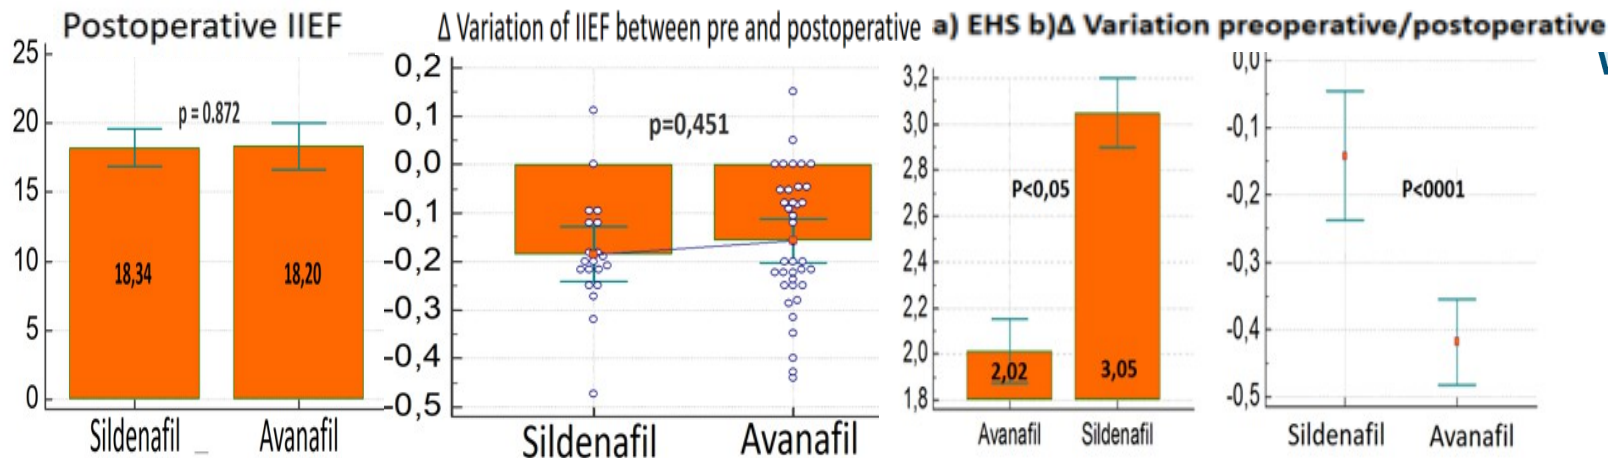 Postoperative IIEF
25
20
15
10
5
0
p = 0.872
18,34
18,20
Sildenafil
Avanafil
Δ Variation of IIEF between pre and postoperative
0,2
0,1
0,0
-0,1
-0,2
-0,3
-0,4
-0,5
p=0,451
Sildenafil
Avanafil
a) EHS b)Δ Variation preoperative/postoperative
3,2
3,0
2,8
2,6
2,4
2,2
2,0
1,8
P<0,05
2,02
3,05
Avanafil
Sildenafil
0,0
-0,1
-0,2
-0,3
-0,4
-0,5
P<0001
Sildenafil
Avanafil